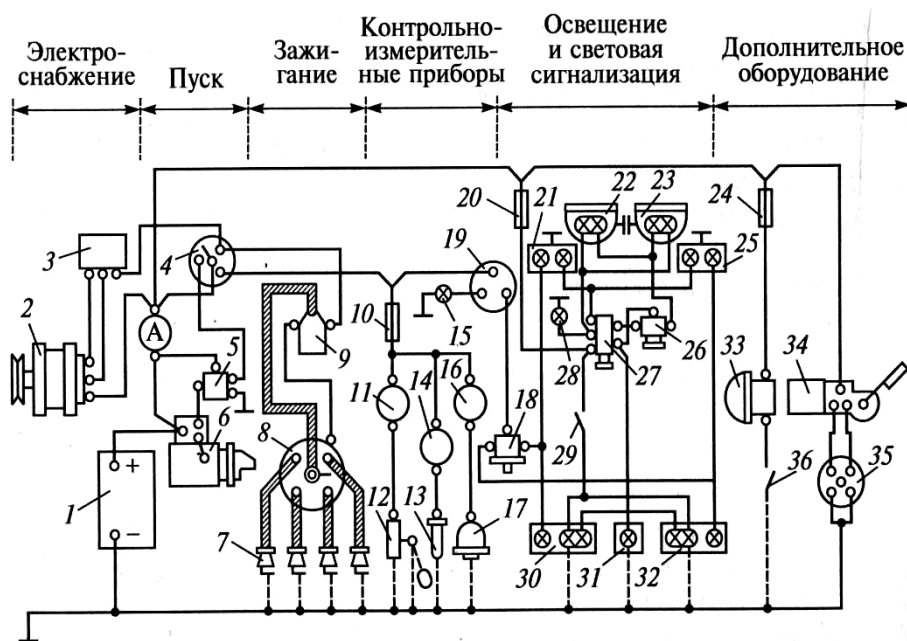 Электро-
снабжение
Пуск
Зажи-
гание
Контрольно-
измеритель-
ные приборы
Освещение
и световая
сигнализация
Дополнительное
оборудование
20
21
22
23
24
25
3
4
19
2
A
10
15
9
28
27
26
33
34
5
11
14
16
6
8
18
29
36
35
+
1
−
7
12
13
17
30
31
32